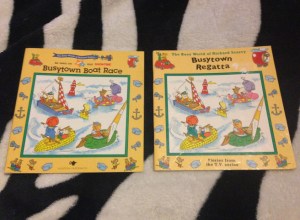 Busytown Boat Race
The Busy World of Richard Scarry
Busytown
Regatta
Stories from
the T.V. series